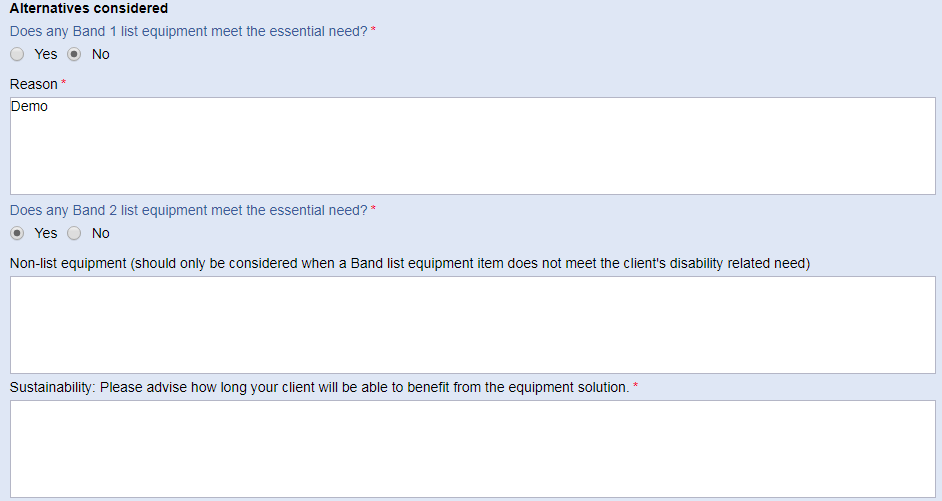 Alternatives considered
Does any Band 1 list equipment meet the essential need? *
Yes No
Reason *
Demo
Does any Band 2 list equipment meet the essential need? *
Yes No
Non-list equipment (should only be considered when a Band list equipment item does not meet the client's disability related need)
Sustainability: Please advise how long your client will be able to benefit from the equipment solution. *